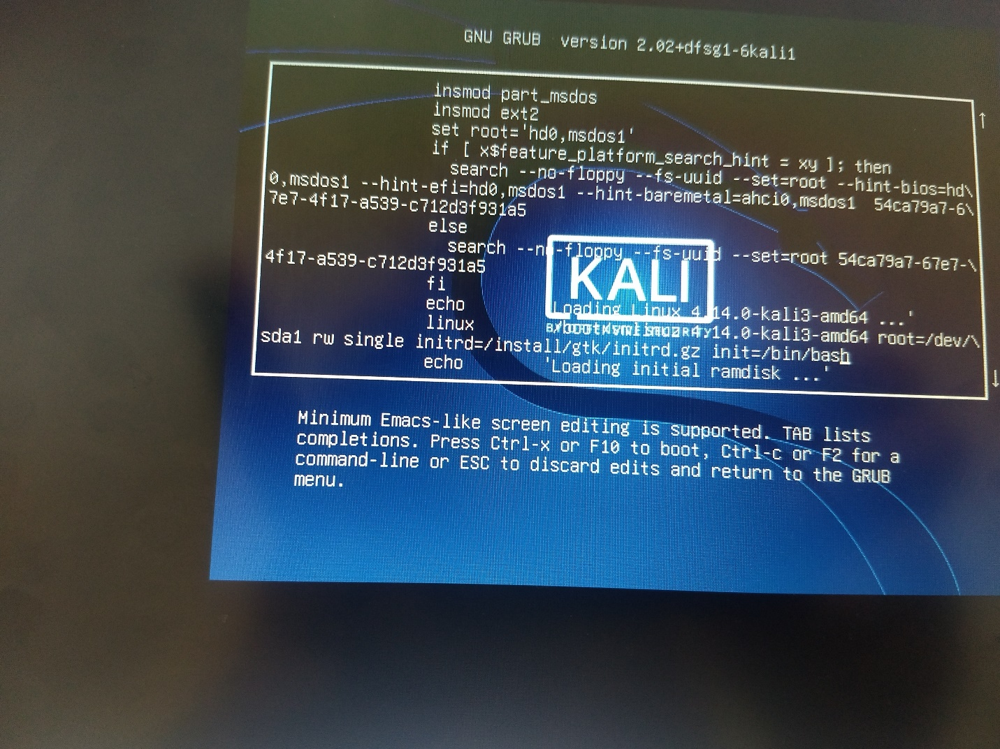 GNU GRUB version 2.02+dfsg1-6kali1
insmod part_msdos
insmod ext2
set root='hd0,msdos1'
if [ x$feature_platform_search_hint = xy ]; then
search --no-floppy --fs-uuid --set=root --hint-bios=hd\
0,msdos1 --hint-efi=hd0,msdos1 --hint-baremetal=ahci0,msdos1 54ca79a7-6\
7e7-4f17-a539-c712d3f931a5
else
search --no-floppy --fs-uuid --set=root 54ca79a7-67e7-\
4f17-a539-c712d3f931a5
KALI
fi
echo 'Loading Linux 4.14.0-kali3-amd64 ...'
linux /boot/vmlinuz-4.14.0-kali3-amd64 root=/dev/\
sda1 rw single initrd=/install/gtk/initrd.gz init=/bin/bash
echo 'Loading initial ramdisk ...'
Minimum Emacs-like screen editing is supported. TAB lists
completions. Press Ctrl-x or F10 to boot, Ctrl-c or F2 for a
command-line or ESC to discard edits and return to the GRUB
menu.